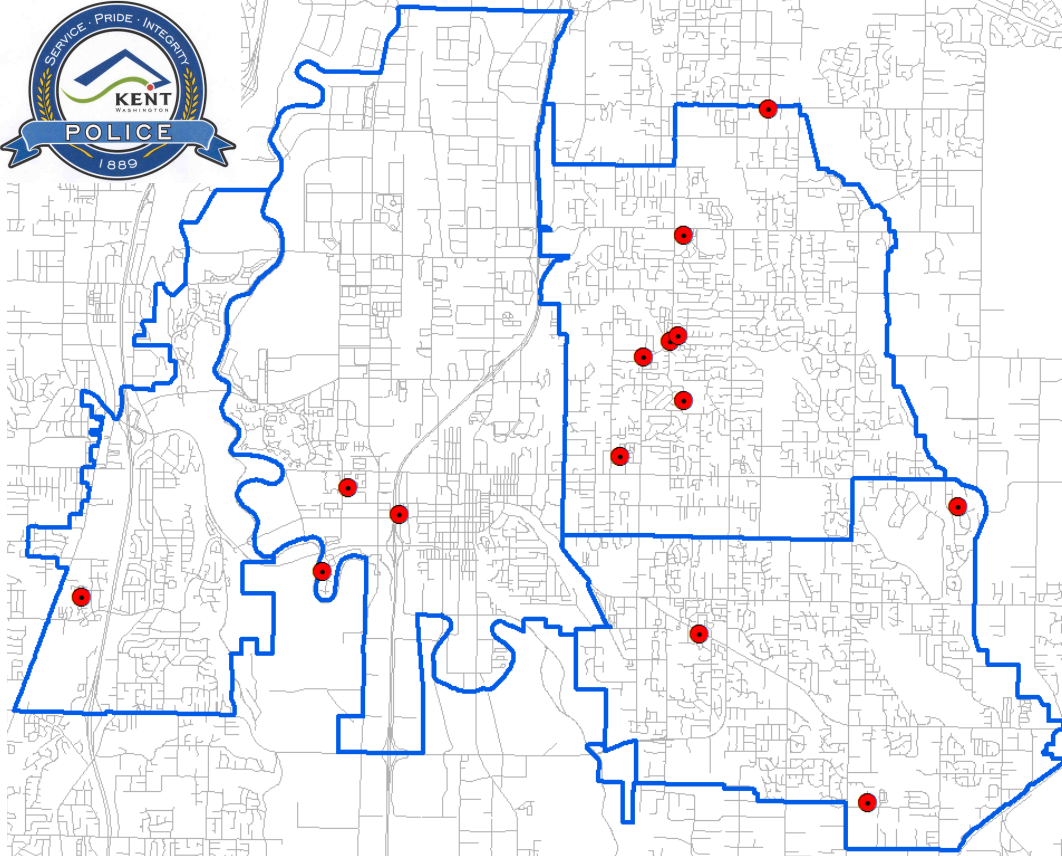 SERVICE · PRIDE · INTEGRITY
KENT
WASHINGTON
POLICE
1889